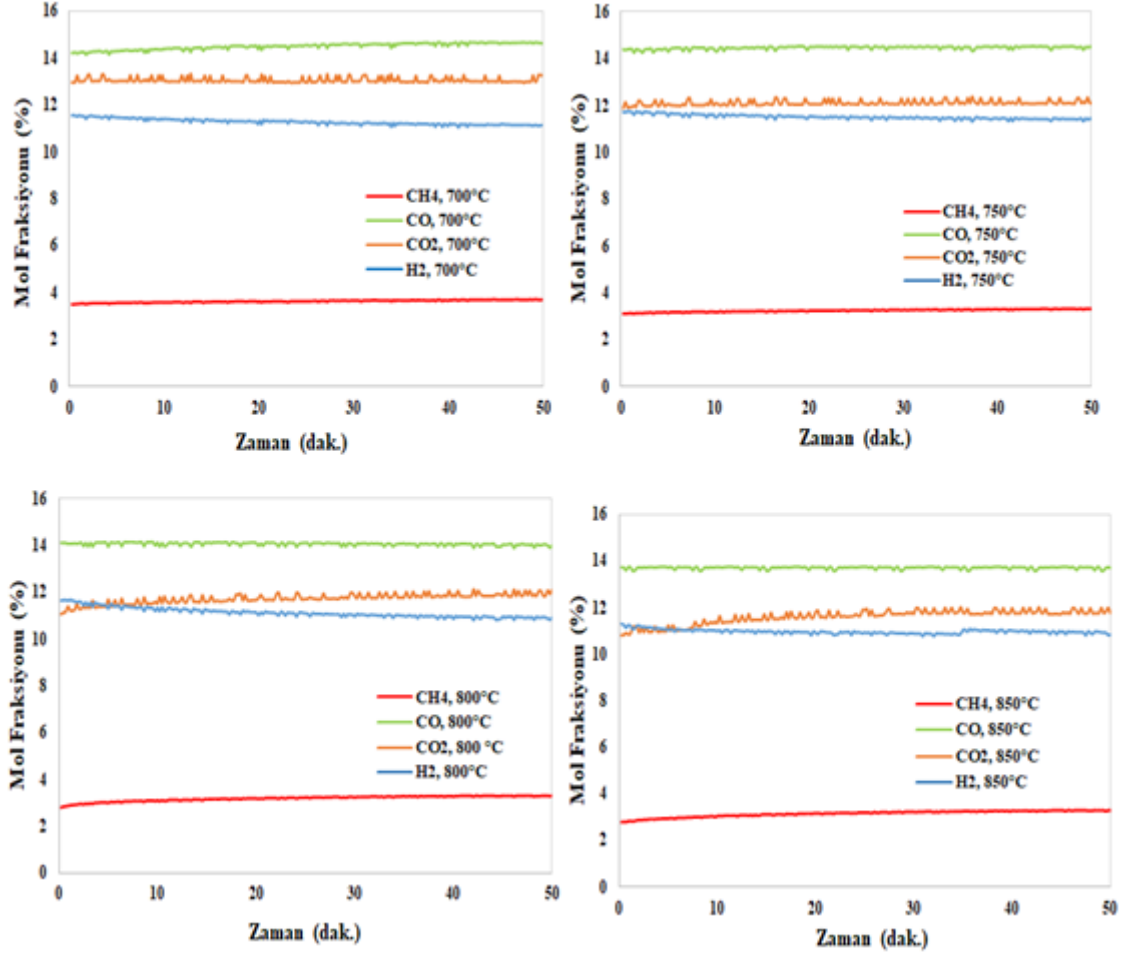 16
14
12
10
8
6
4
2
0
Mol Fraksiyonu (%)
CH4, 700°C
CO, 700°C
CO2, 700°C
H2, 700°C
0 10 20 30 40 50
Zaman (dak.)
16
14
12
10
8
6
4
2
0
Mol Fraksiyonu (%)
CH4, 750°C
CO, 750°C
CO2, 750°C
H2, 750°C
0 10 20 30 40 50
Zaman (dak.)
16
14
12
10
8
6
4
2
0
Mol Fraksiyonu (%)
CH4, 800°C
CO, 800°C
CO2, 800 °C
H2, 800°C
0 10 20 30 40 50
Zaman (dak.)
16
14
12
10
8
6
4
2
0
Mol Fraksiyonu (%)
CH4, 850°C
CO, 850°C
CO2, 850°C
H2, 850°C
0 10 20 30 40 50
Zaman (dak.)